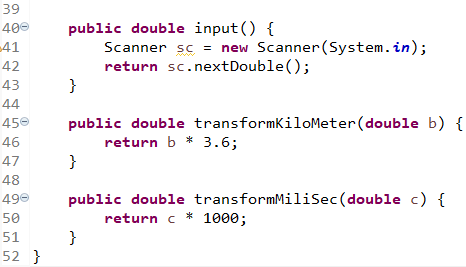 39
40 public double input() {
41 Scanner sc = new Scanner(System.in);
42 return sc.nextDouble();
43 }
44
45 public double transformKiloMeter(double b) {
46 return b * 3.6;
47 }
48
49 public double transformMiliSec(double c) {
50 return c * 1000;
51 }
52 }